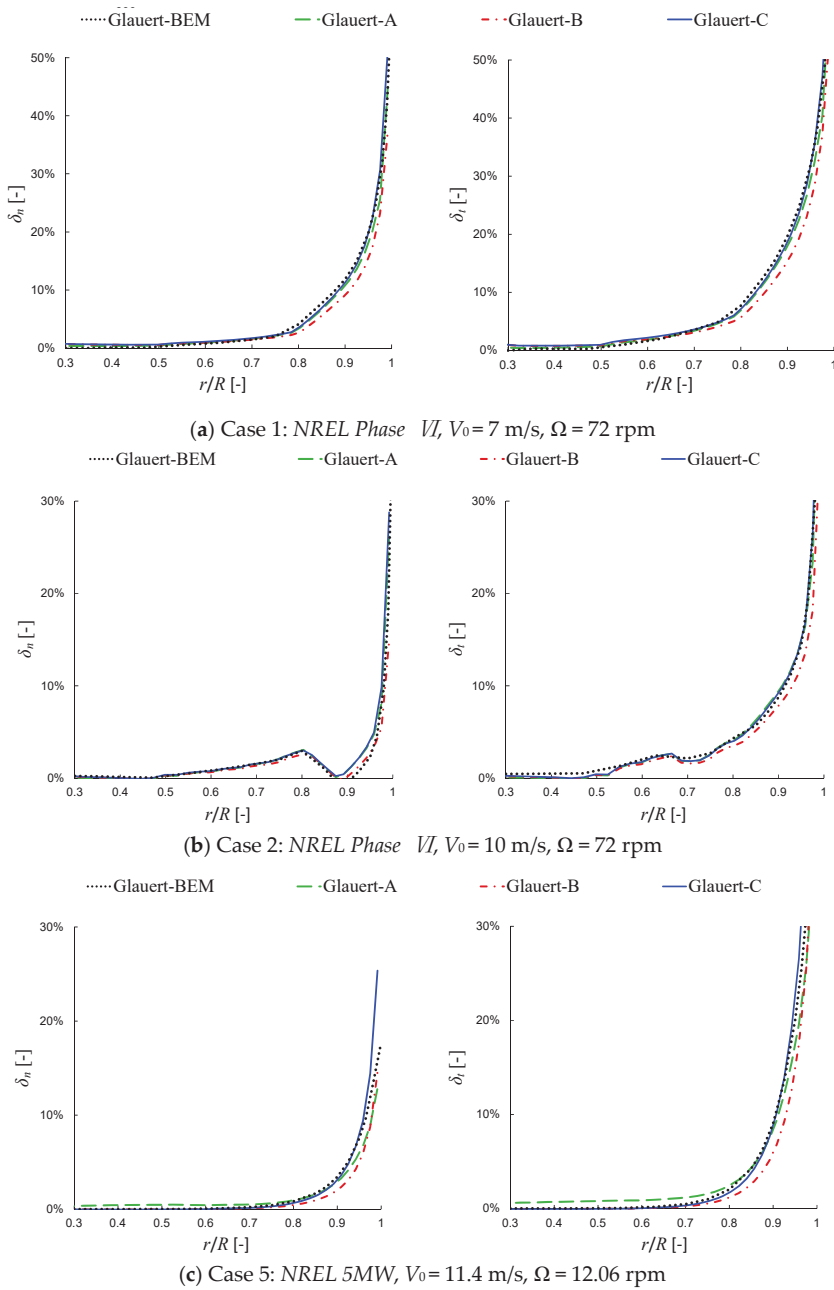 Glauert-BEM Glauert-A Glauert-B Glauert-C
50% 50%
40% 40%
30% 30%
20% 20%
10% 10%
0% 0%
δn [-] δt [-]
0.3 0.4 0.5 0.6 0.7 0.8 0.9 1 0.3 0.4 0.5 0.6 0.7 0.8 0.9 1
r/R [-] r/R [-]
(a) Case 1: NREL Phase VI, V0 = 7 m/s, Ω = 72 rpm
Glauert-BEM Glauert-A Glauert-B Glauert-C
30% 30%
20% 20%
10% 10%
0% 0%
δn [-] δt [-]
0.3 0.4 0.5 0.6 0.7 0.8 0.9 1 0.3 0.4 0.5 0.6 0.7 0.8 0.9 1
r/R [-] r/R [-]
(b) Case 2: NREL Phase VI, V0 = 10 m/s, Ω = 72 rpm
Glauert-BEM Glauert-A Glauert-B Glauert-C
30% 30%
20% 20%
10% 10%
0% 0%
δn [-] δt [-]
0.3 0.4 0.5 0.6 0.7 0.8 0.9 1 0.3 0.4 0.5 0.6 0.7 0.8 0.9 1
r/R [-] r/R [-]
(c) Case 5: NREL 5MW, V0 = 11.4 m/s, Ω = 12.06 rpm